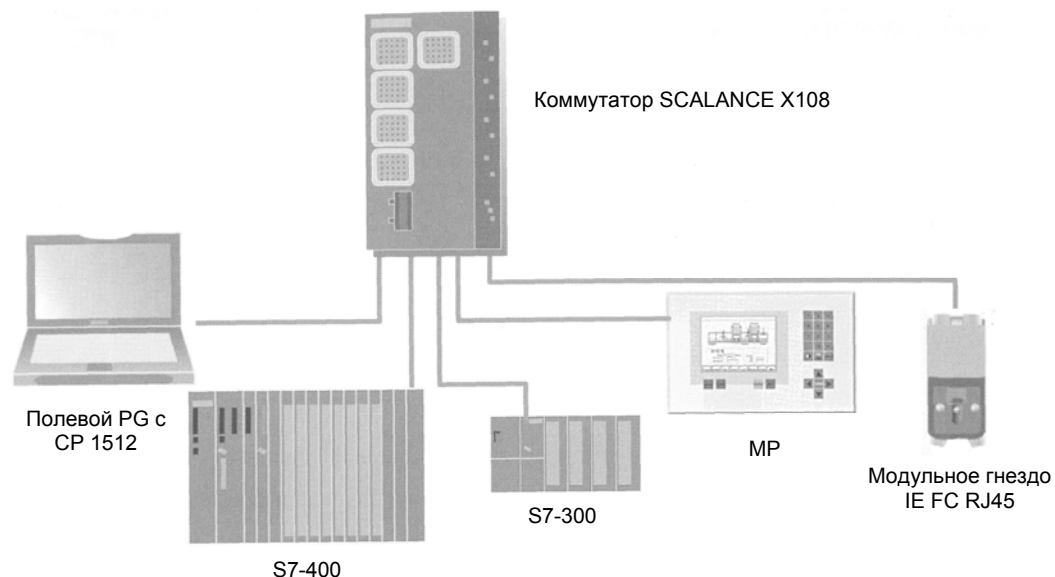 Коммутатор SCALANCE X108
Полевой PG с
CP 1512
S7-400
S7-300
MP
Модульное гнездо
IE FC RJ45